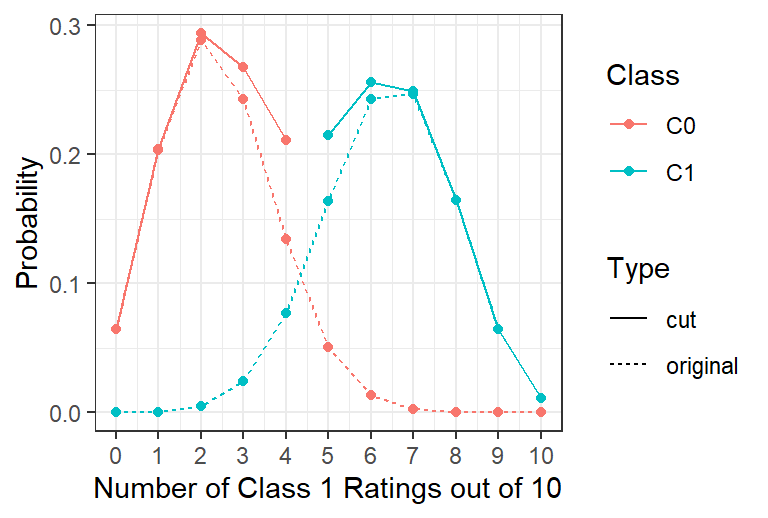 0.3
0.2
0.1
0.0
Probability
0 1 2 3 4 5 6 7 8 9 10
Number of Class 1 Ratings out of 10
Class
C0
C1
Type
cut
original